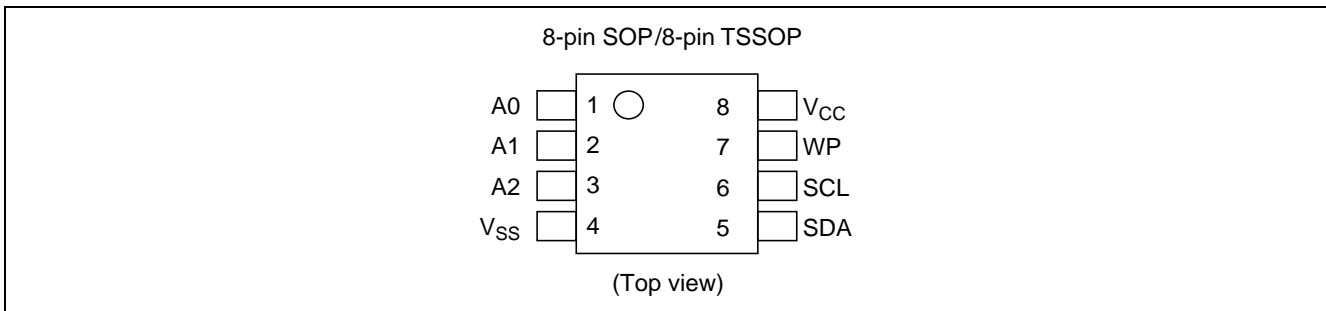 8-pin SOP/8-pin TSSOP
A0 1 8 VCC
A1 2 7 WP
A2 3 6 SCL
VSS 4 5 SDA
(Top view)